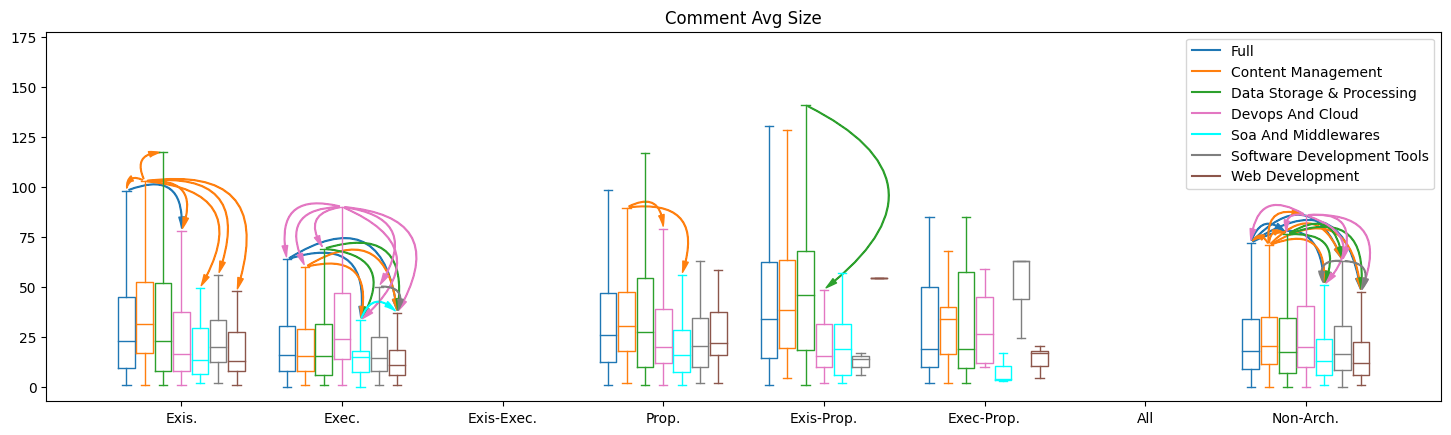 Comment Avg Size
175
150
125
100
75
50
25
0
Full
Content Management
Data Storage & Processing
Devops And Cloud
Soa And Middlewares
Software Development Tools
Web Development
Exis.
Exec.
Exis-Exec.
Prop.
Exis-Prop.
Exec-Prop.
All
Non-Arch.